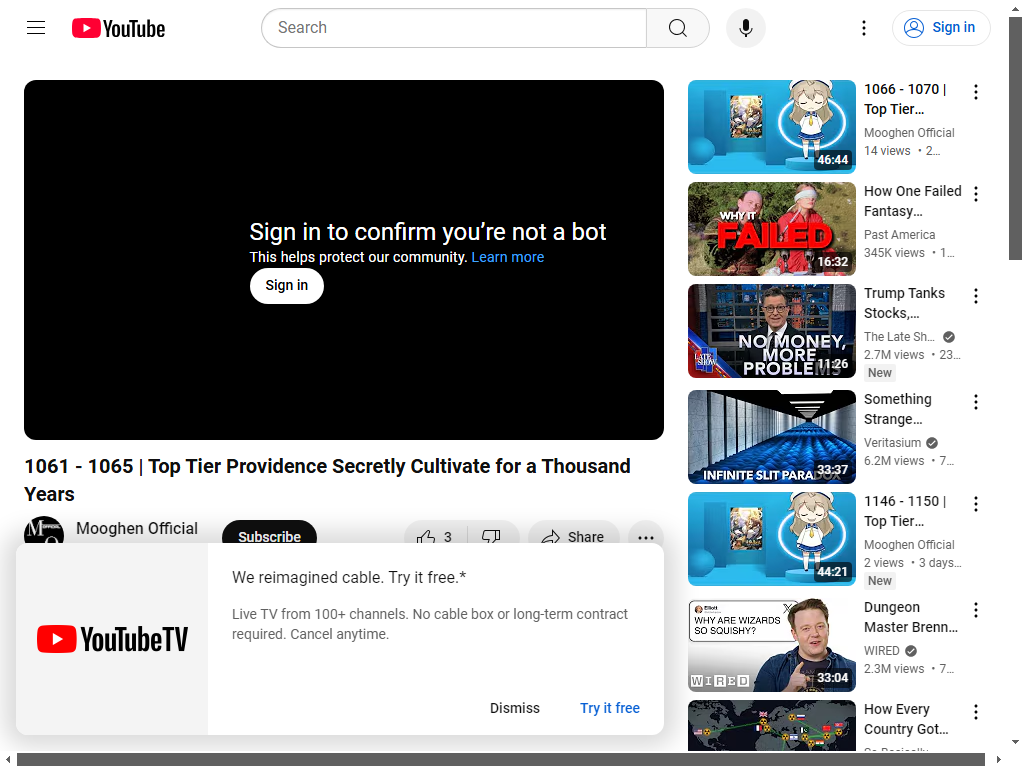 YouTube
Search
Sign in
Sign in to confirm you’re not a bot
This helps protect our community. Learn more
Sign in
1061 - 1065 | Top Tier Providence Secretly Cultivate for a Thousand
Years
Mooghen Official
Subscribe
3
Share
YouTubeTV
We reimagined cable. Try it free.*
Live TV from 100+ channels. No cable box or long-term contract
required. Cancel anytime.
Dismiss
Try it free
46:44
1066 - 1070 |
Top Tier…
Mooghen Official
14 views • 2…
WHY IT
FAILED
16:32
How One Failed
Fantasy…
Past America
345K views • 1…
LATE SHOW
NO MONEY,
MORE
PROBLEMS
11:26
Trump Tanks
Stocks,…
The Late Sh…
2.7M views • 23…
New
INFINITE SLIT PARADOX
33:37
Something
Strange…
Veritasium
6.2M views • 7…
44:21
1146 - 1150 |
Top Tier…
Mooghen Official
2 views • 3 days…
New
Elliott
WHY ARE WIZARDS
SO SQUISHY?
WIRED
33:04
Dungeon
Master Brenn…
WIRED
2.3M views • 7…
How Every
Country Got…